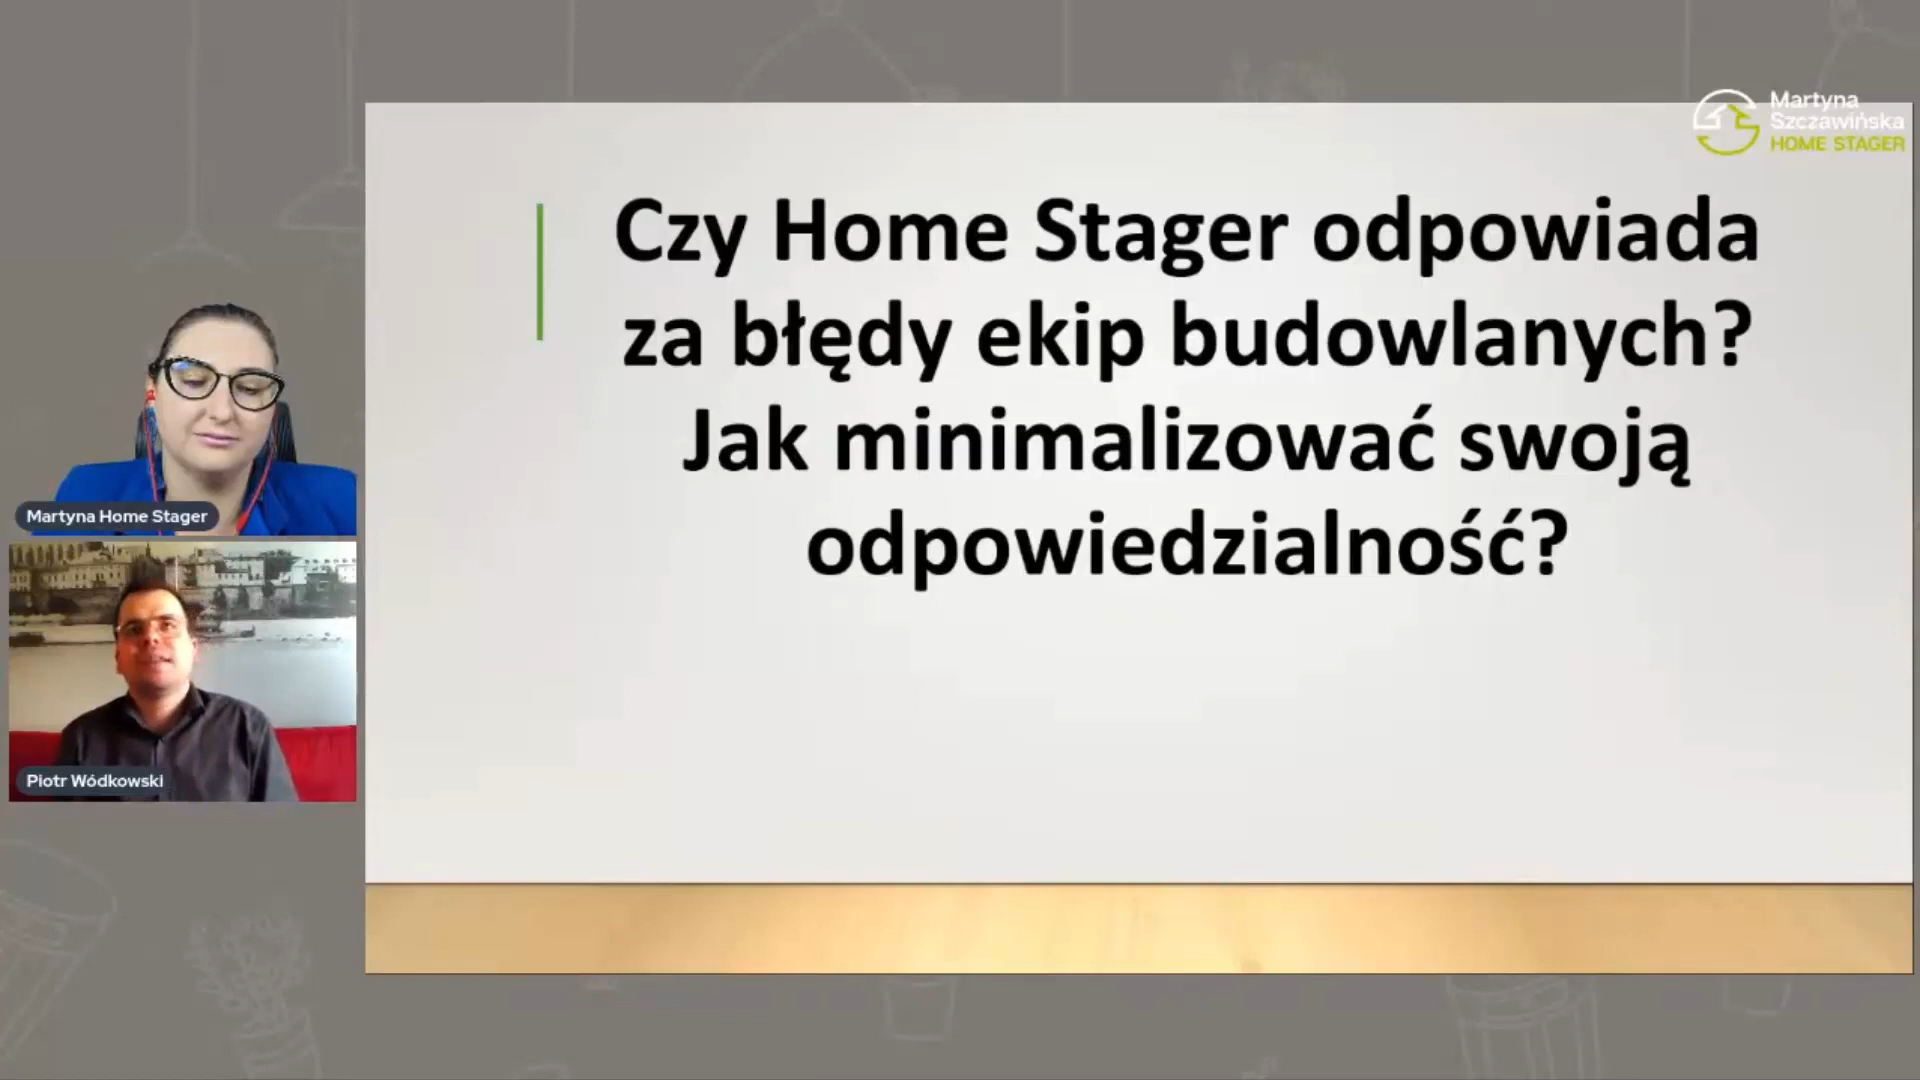 Martyna
Szczawińska
HOME STAGER
Czy Home Stager odpowiada
za błędy ekip budowlanych?
Jak minimalizować swoją
odpowiedzialność?
Martyna Home Stager
Piotr Wódkowski